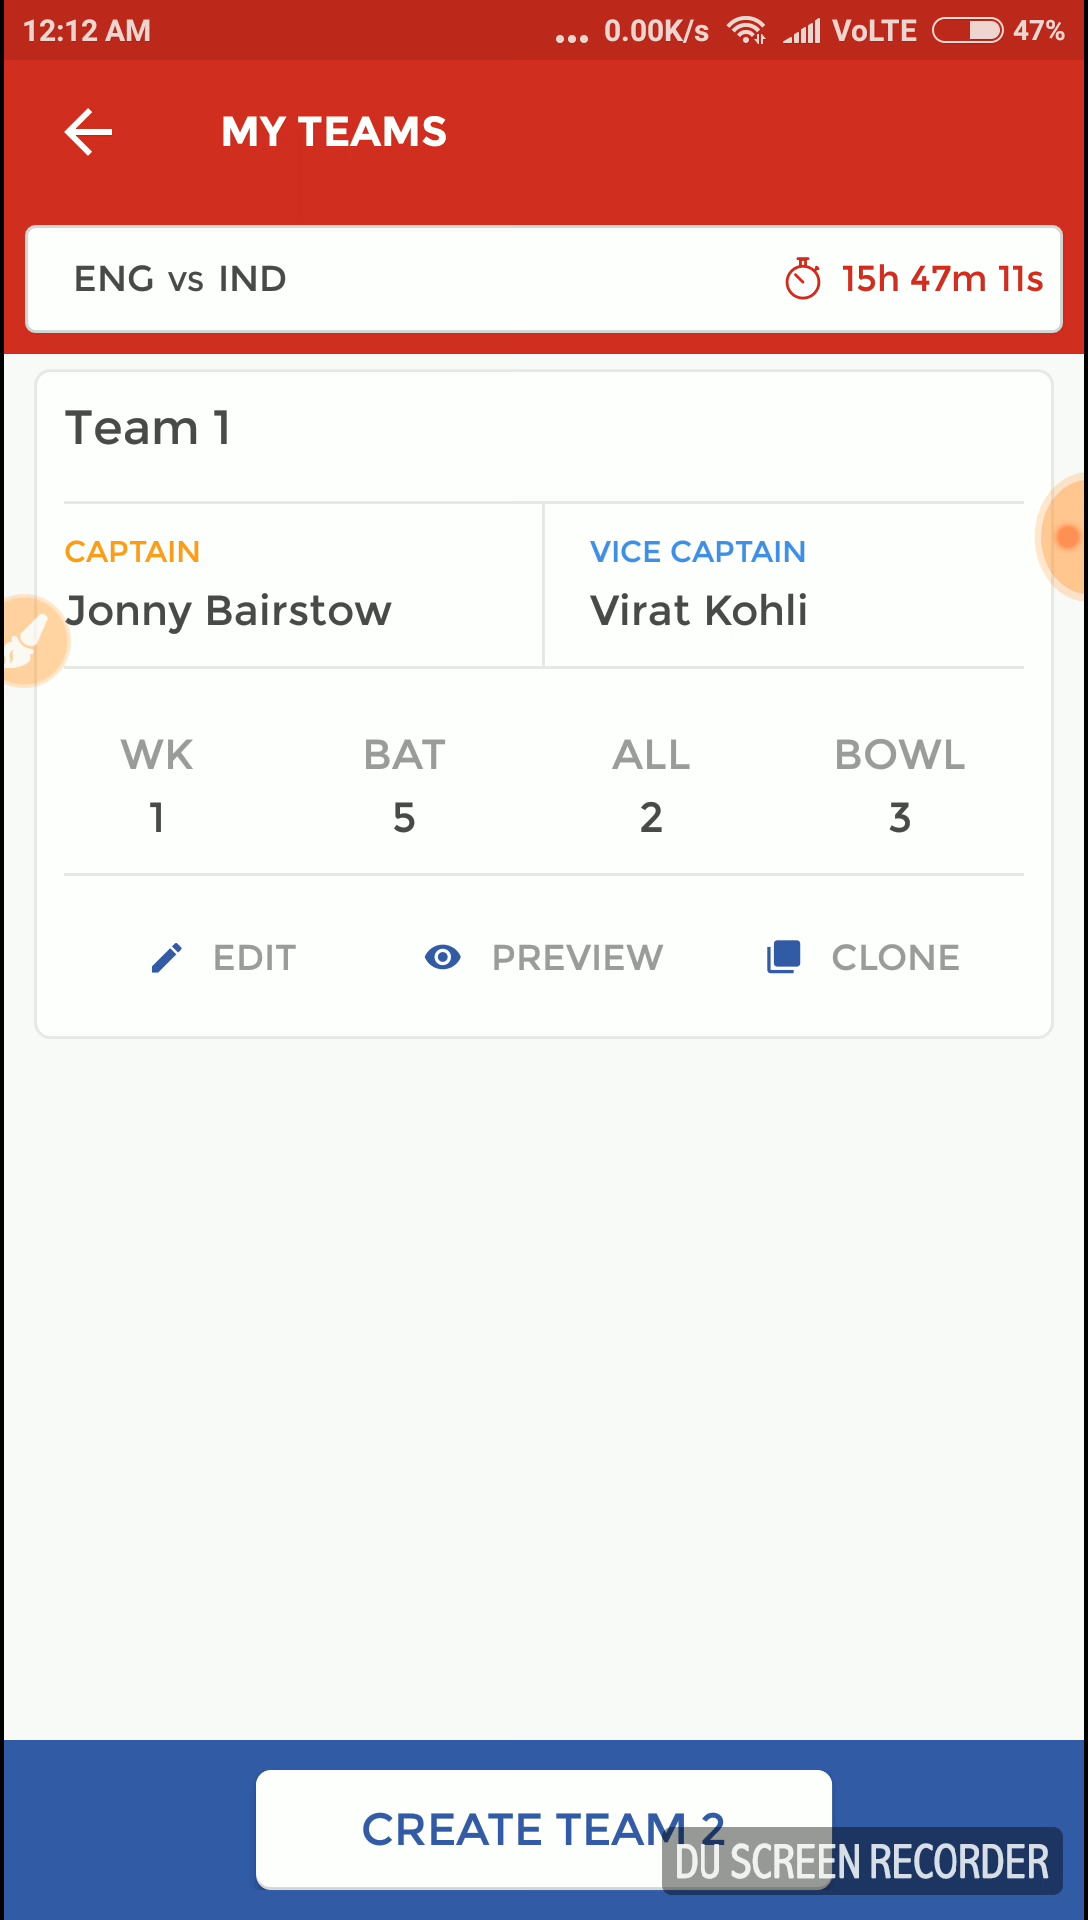 12:12 AM ... 0.00K/s VoLTE 47%
MY TEAMS
ENG vs IND 15h 47m 11s
Team 1
CAPTAIN VICE CAPTAIN
Jonny Bairstow Virat Kohli
WK BAT ALL BOWL
1 5 2 3
EDIT PREVIEW CLONE
CREATE TEAM 2
DU SCREEN RECORDER